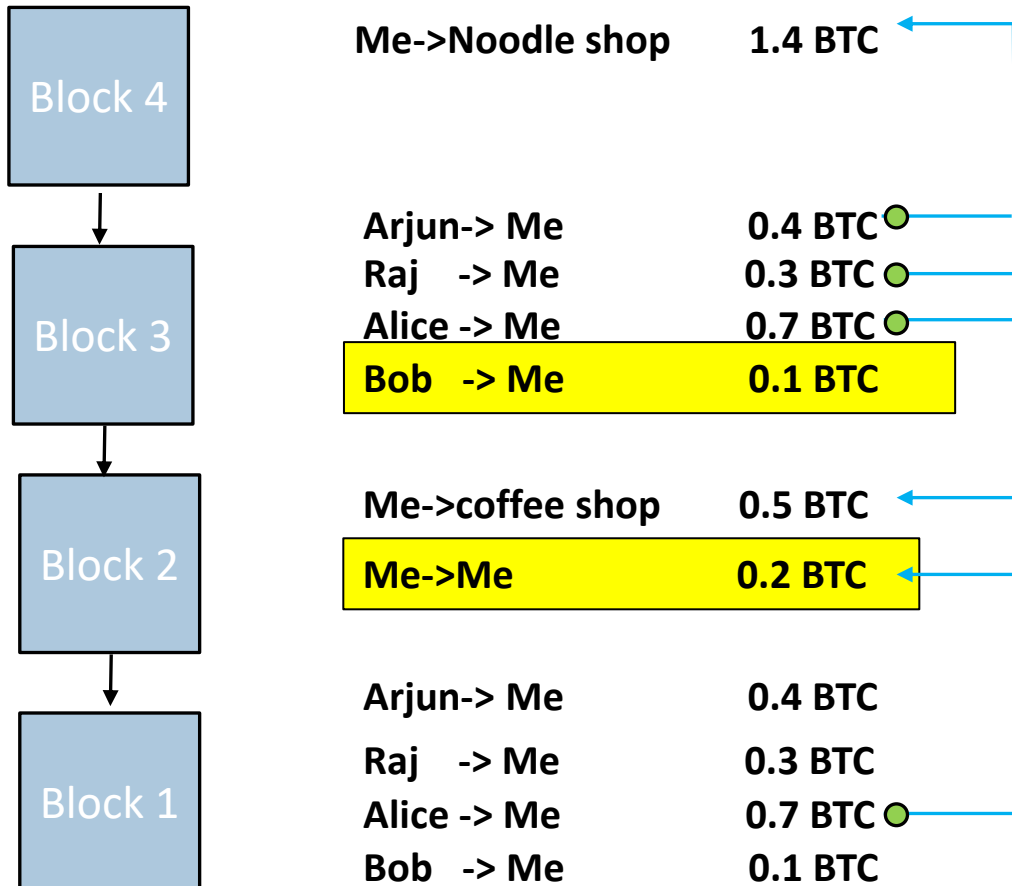 Me->Noodle shop 1.4 BTC
Block 4
Arjun-> Me 0.4 BTC
Raj -> Me 0.3 BTC
Alice -> Me 0.7 BTC
Block 3
Bob -> Me 0.1 BTC
Me->coffee shop 0.5 BTC
Block 2
Me->Me 0.2 BTC
Arjun-> Me 0.4 BTC
Raj -> Me 0.3 BTC
Block 1
Alice -> Me 0.7 BTC
Bob -> Me 0.1 BTC